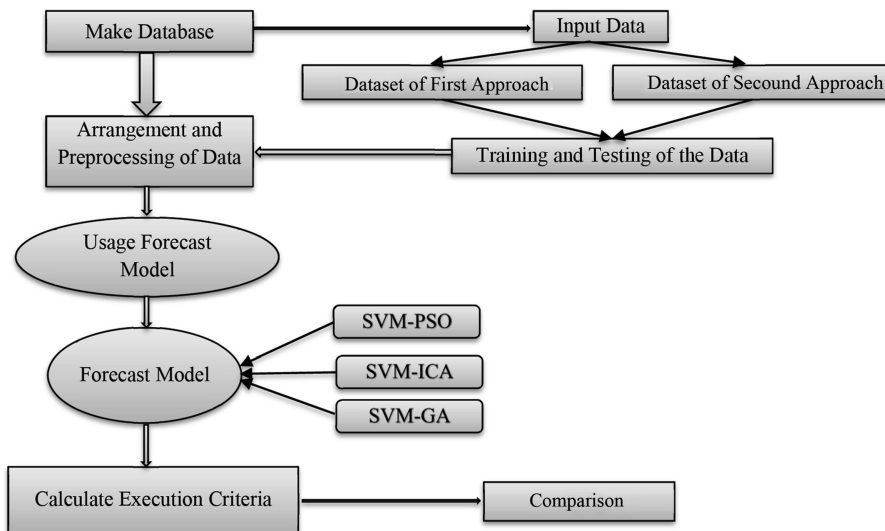 Make Database
Input Data
Dataset of First Approach.
Dataset of Secound Approach
Arrangement and
Preprocessing of Data
Training and Testing of the Data
Usage Forecast
Model
SVM-PSO
Forecast Model
SVM-ICA
SVM-GA
Calculate Execution Criteria
Comparison